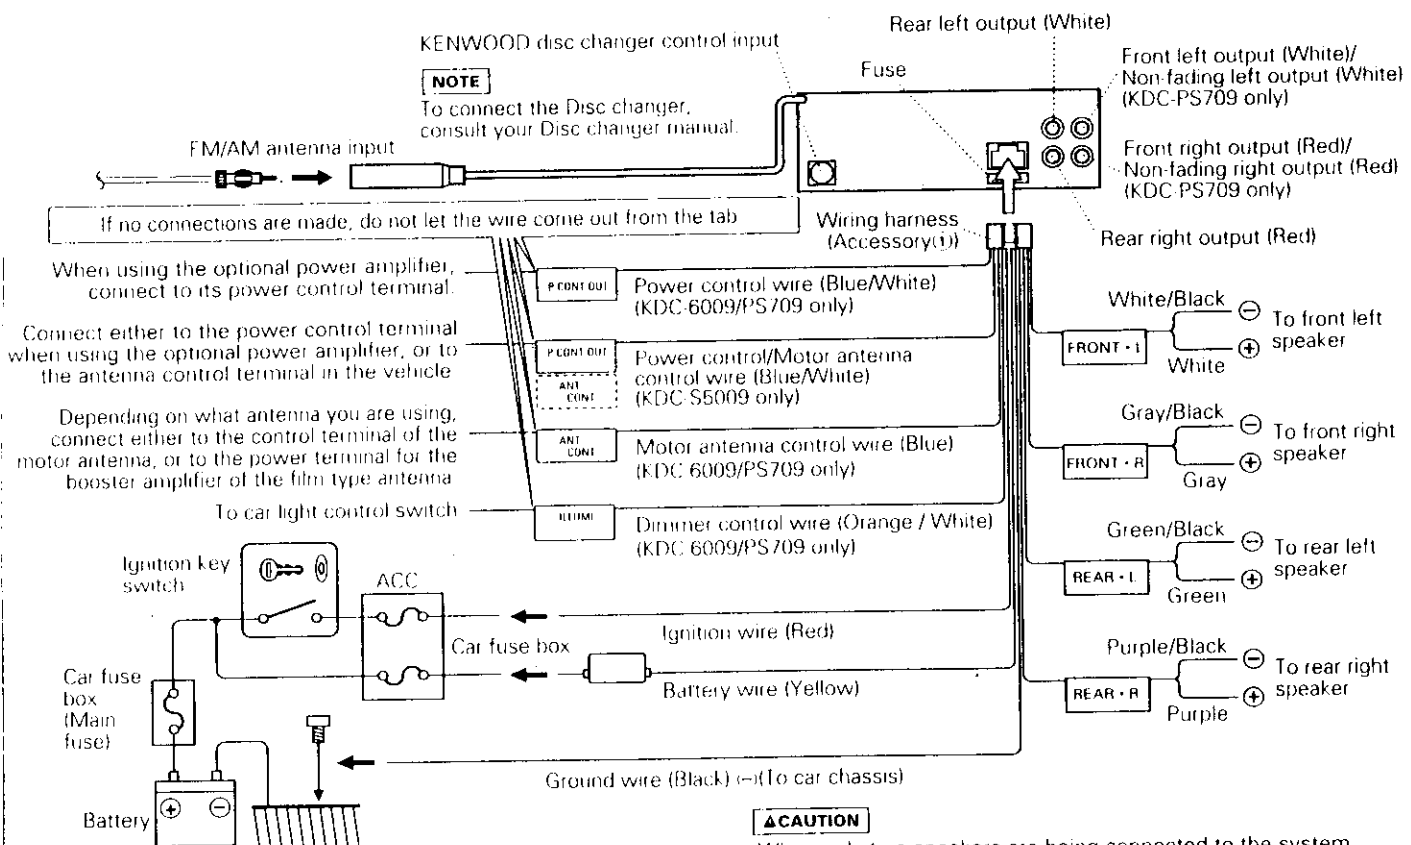 Rear left output (White)
KENWOOD disc changer control input
NOTE
To connect the Disc changer,
consult your Disc changer manual.
Fuse
Front left output (White)/
Non-fading left output (White)
(KDC-PS709 only)
FM/AM antenna input
Front right output (Red)/
Non-fading right output (Red)
(KDC-PS709 only)
If no connections are made, do not let the wire come out from the tab
Wiring harness
(Accessory①)
Rear right output (Red)
When using the optional power amplifier,
connect to its power control terminal.
P CONT OUT
Power control wire (Blue/White)
(KDC-6009/PS709 only)
Connect either to the power control terminal
when using the optional power amplifier, or to
the antenna control terminal in the vehicle
P CONT OUT
ANT
CONT
Power control/Motor antenna
control wire (Blue/White)
(KDC-S5009 only)
Depending on what antenna you are using,
connect either to the control terminal of the
motor antenna, or to the power terminal for the
booster amplifier of the film type antenna
ANT
CONT
Motor antenna control wire (Blue)
(KDC 6009/PS709 only)
To car light control switch
ILLUMI
Dimmer control wire (Orange / White)
(KDC 6009/PS709 only)
White/Black
⊖
To front left
speaker
FRONT · L
⊕
White
Gray/Black
⊖
To front right
speaker
FRONT · R
⊕
Gray
Green/Black
⊖
To rear left
speaker
REAR · L
⊕
Green
Purple/Black
⊖
To rear right
speaker
REAR · R
⊕
Purple
Ignition key
switch
ACC
Ignition wire (Red)
Car fuse box
Battery wire (Yellow)
Car fuse
box
(Main
fuse)
Ground wire (Black) ⊖(To car chassis)
Battery
⊕ ⊖
⚠CAUTION
speakers are being connected to the system